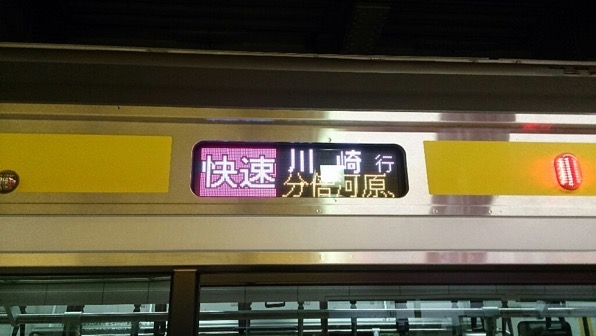 快速
川崎行
分倍河原、